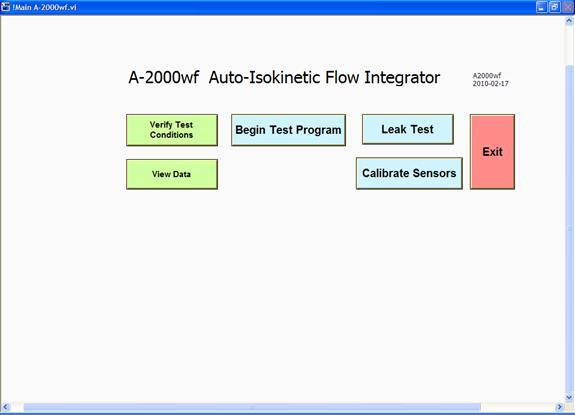 !Main A-2000wf.vi
A-2000wf Auto-Isokinetic Flow Integrator
A2000wf
2010-02-17
Verify Test
Conditions
Begin Test Program
Leak Test
Exit
View Data
Calibrate Sensors